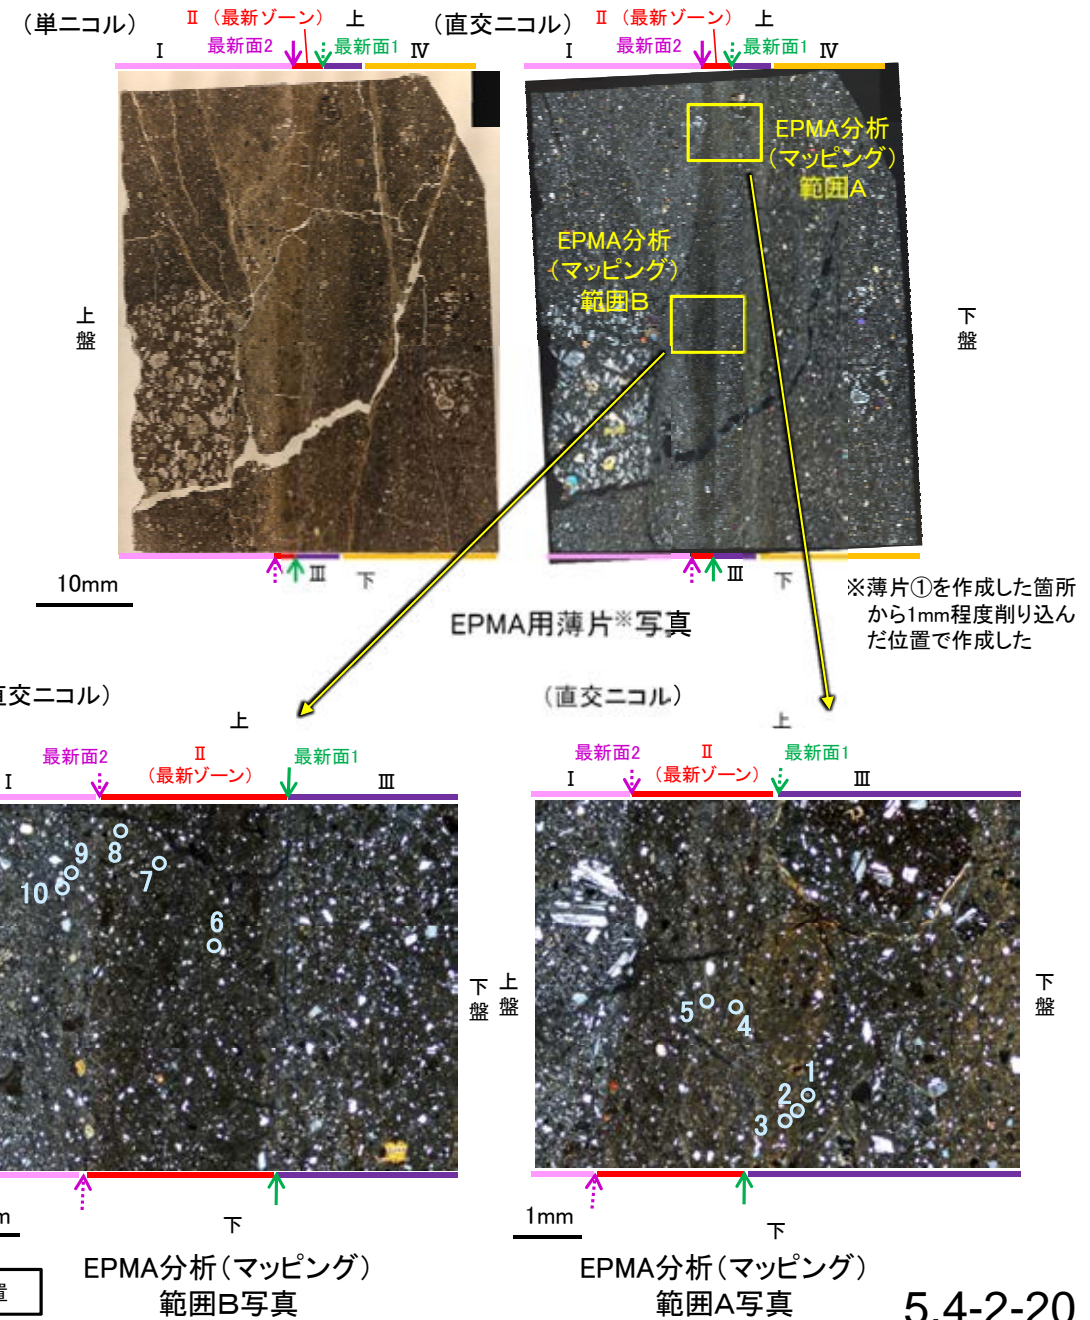 (単ニコル)
Ⅱ (最新ゾーン)
上
Ⅰ
最新面2
最新面1
Ⅳ
(直交ニコル)
Ⅱ (最新ゾーン)
上
Ⅰ
最新面2
最新面1
Ⅳ
EPMA分析
(マッピング)
範囲A
EPMA分析
(マッピング)
範囲B
上盤
下盤
Ⅲ
下
Ⅲ
下
10mm
EPMA用薄片※写真
※薄片①を作成した箇所
から1mm程度削り込ん
だ位置で作成した
直交ニコル)
上
最新面2
Ⅱ
(最新ゾーン)
最新面1
Ⅰ
Ⅲ
9
8
7
10
6
下盤
下
EPMA分析(マッピング)
範囲B写真
(直交ニコル)
上
最新面2
Ⅱ
(最新ゾーン)
最新面1
Ⅰ
Ⅲ
上盤
5
4
1
2
3
下盤
1mm
下
EPMA分析(マッピング)
範囲A写真
5.4-2-20